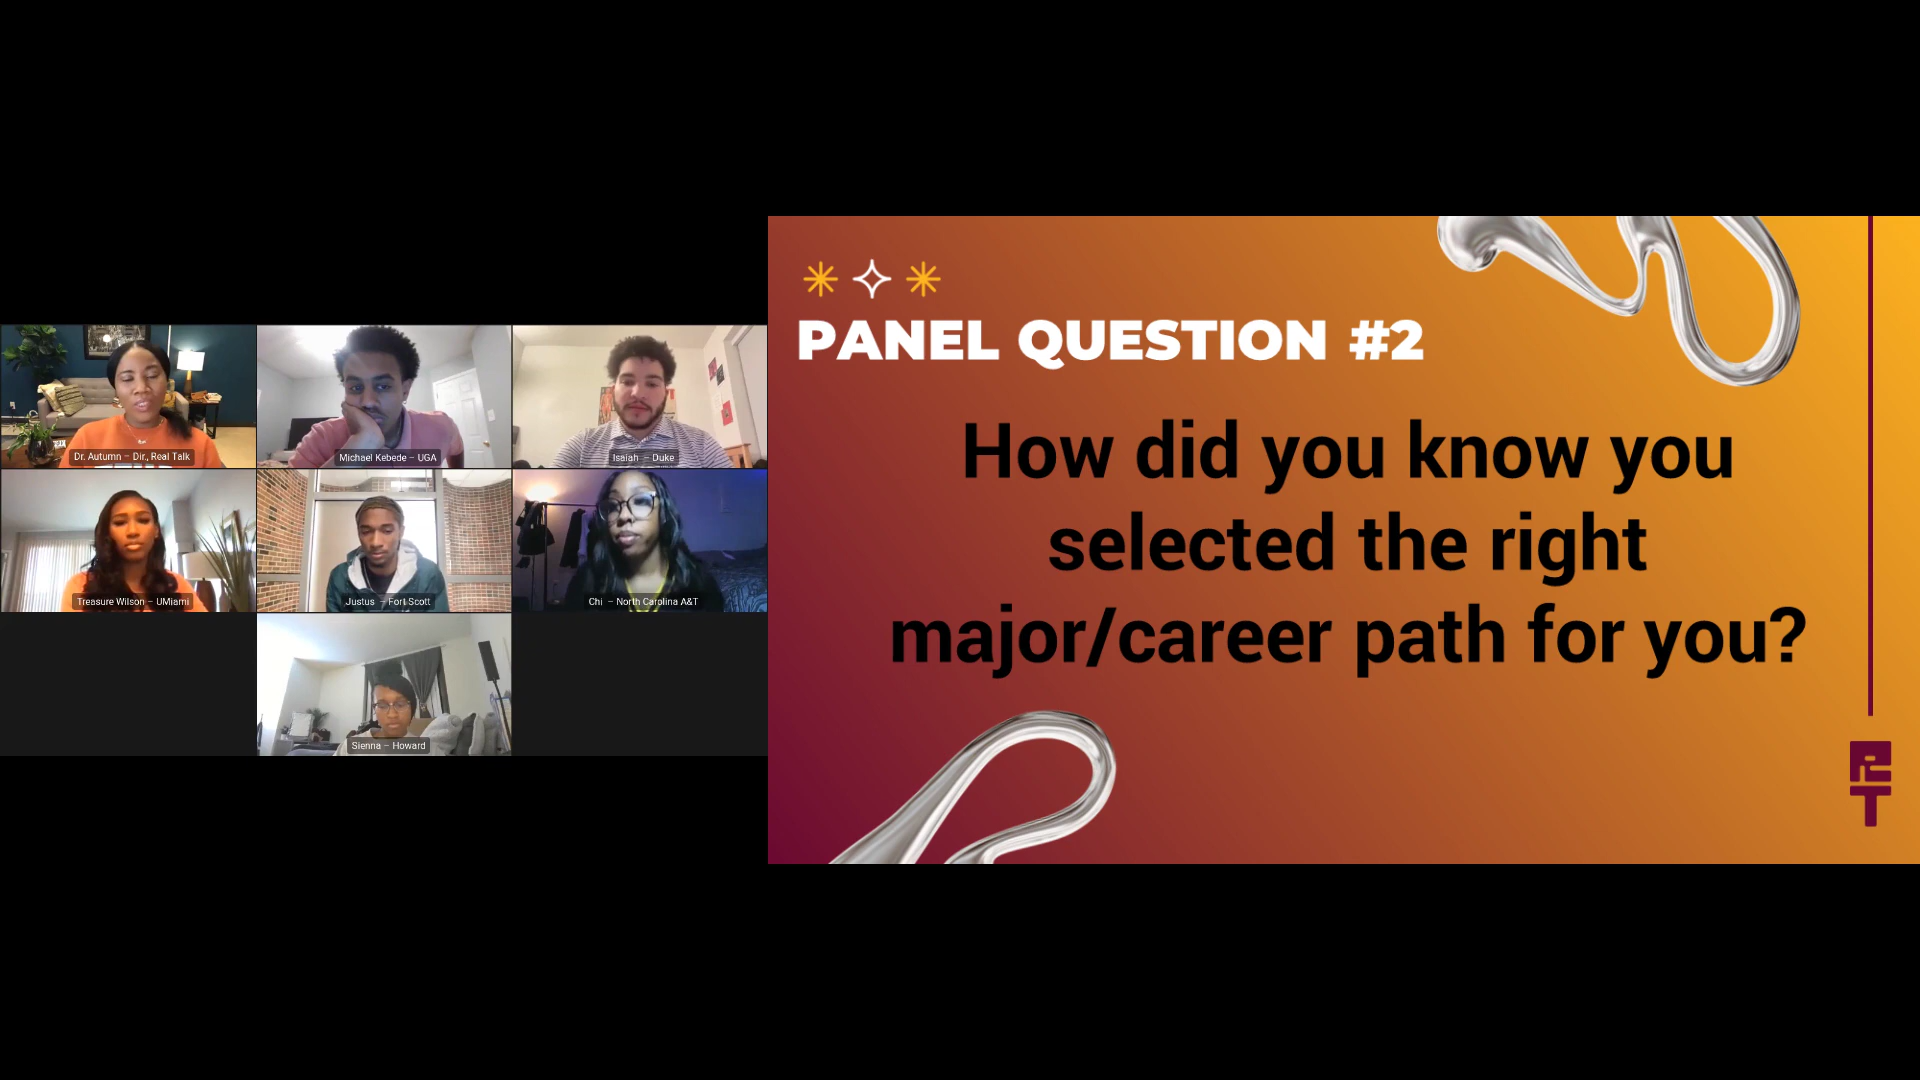 Dr. Autumn – Dir., Real Talk
Michael Kebede – UGA
Isaiah – Duke
Treasure Wilson – UMiami
Justus – Fort Scott
Chi – North Carolina A&T
Sienna – Howard
PANEL QUESTION #2
How did you know you
selected the right
major/career path for you?
RT